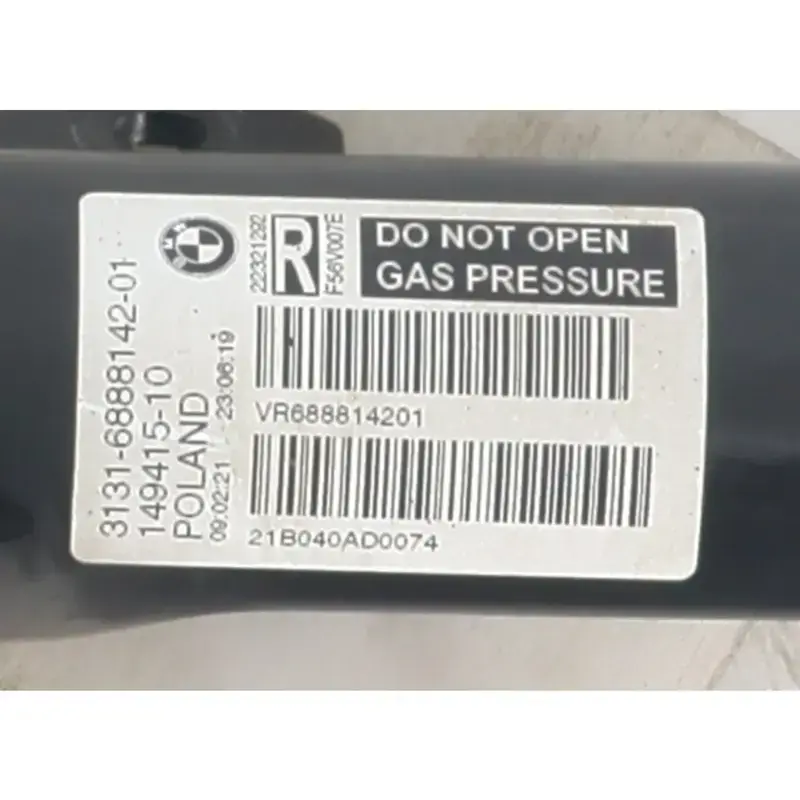 3131-6888142-01
149415-10
POLAND
09:02:21 23:06:19
22321292
R
F56V007E
DO NOT OPEN
GAS PRESSURE
VR688814201
21B040AD0074